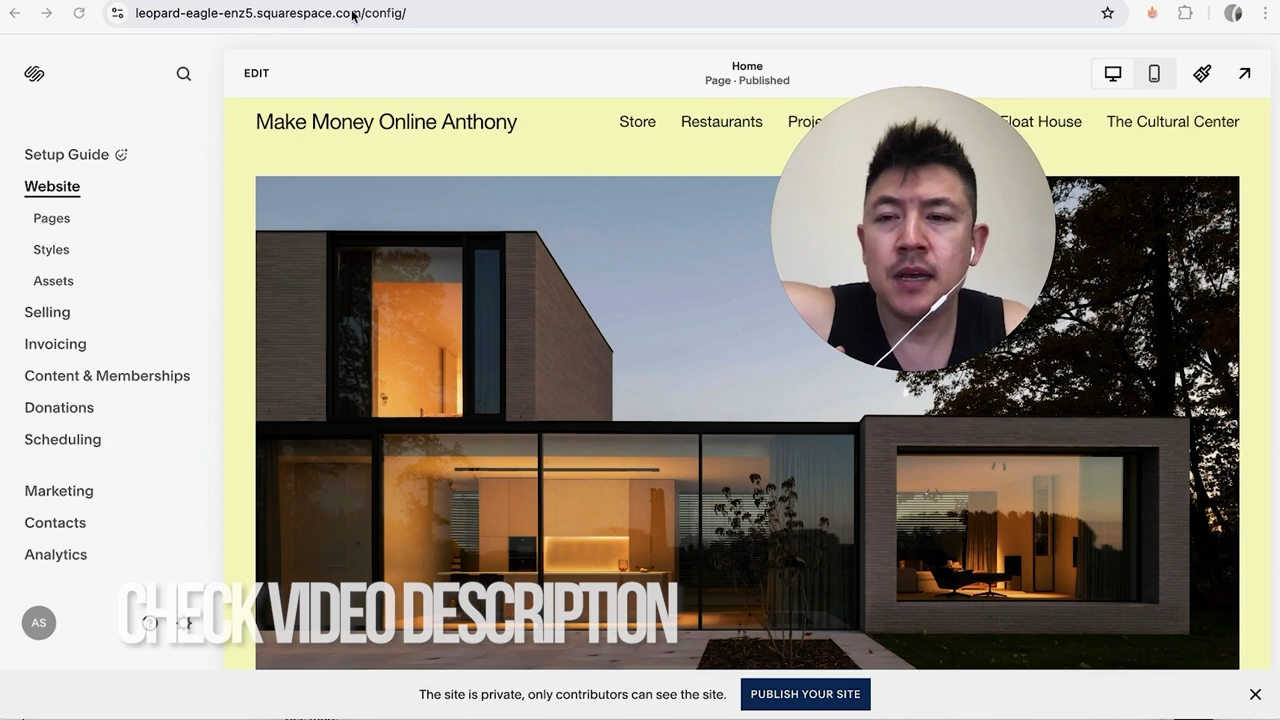 leopard-eagle-enz5.squarespace.com/config/
EDIT
Home
Page · Published
Make Money Online Anthony
Store
Restaurants
Float House
The Cultural Center
Setup Guide
Website
Pages
Styles
Assets
Selling
Invoicing
Content & Memberships
Donations
Scheduling
Marketing
Contacts
Analytics
AS
CHECK VIDEO DESCRIPTION
The site is private, only contributors can see the site.
PUBLISH YOUR SITE